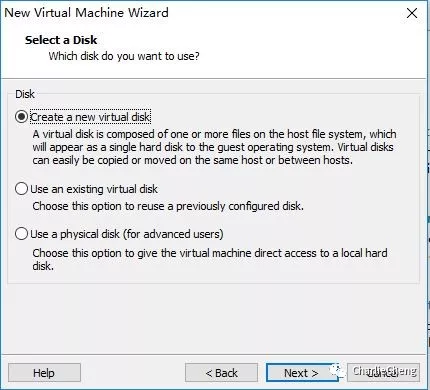 New Virtual Machine Wizard
Select a Disk
Which disk do you want to use?
Disk
Create a new virtual disk
A virtual disk is composed of one or more files on the host file system, which
will appear as a single hard disk to the guest operating system. Virtual disks
can easily be copied or moved on the same host or between hosts.
Use an existing virtual disk
Choose this option to reuse a previously configured disk.
Use a physical disk (for advanced users)
Choose this option to give the virtual machine direct access to a local hard
disk.
Help
< Back
Next >
Cancel